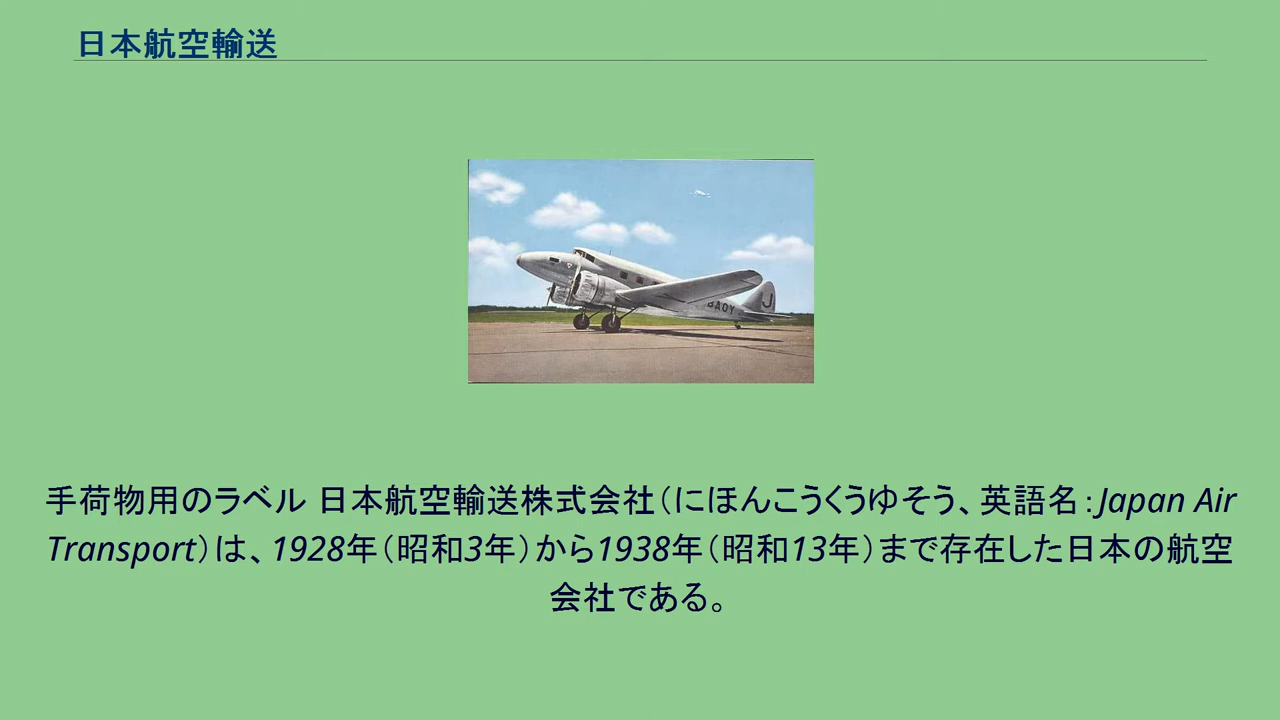 日本航空輸送
BAOY
J
手荷物用のラベル 日本航空輸送株式会社（にほんこうくうゆそう、英語名：Japan Air
Transport）は、1928年（昭和3年）から1938年（昭和13年）まで存在した日本の航空
会社である。